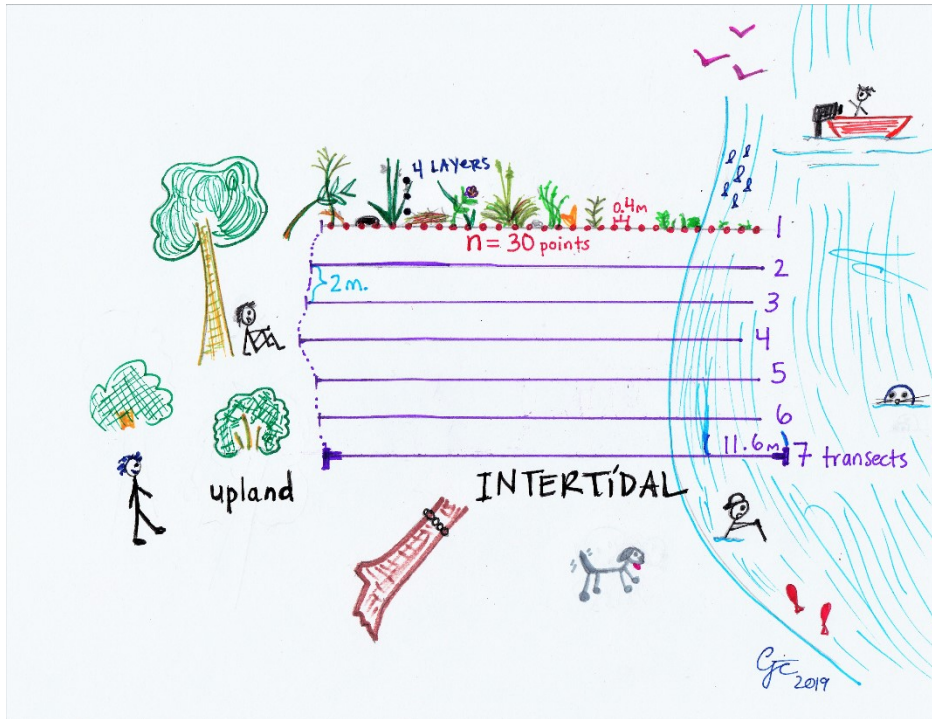 4 LAYERS
0.4m
1
n = 30 points
2
2m.
3
4
5
6
(11.6m)
7 transects
upland
INTERTIDAL
GJC
2019